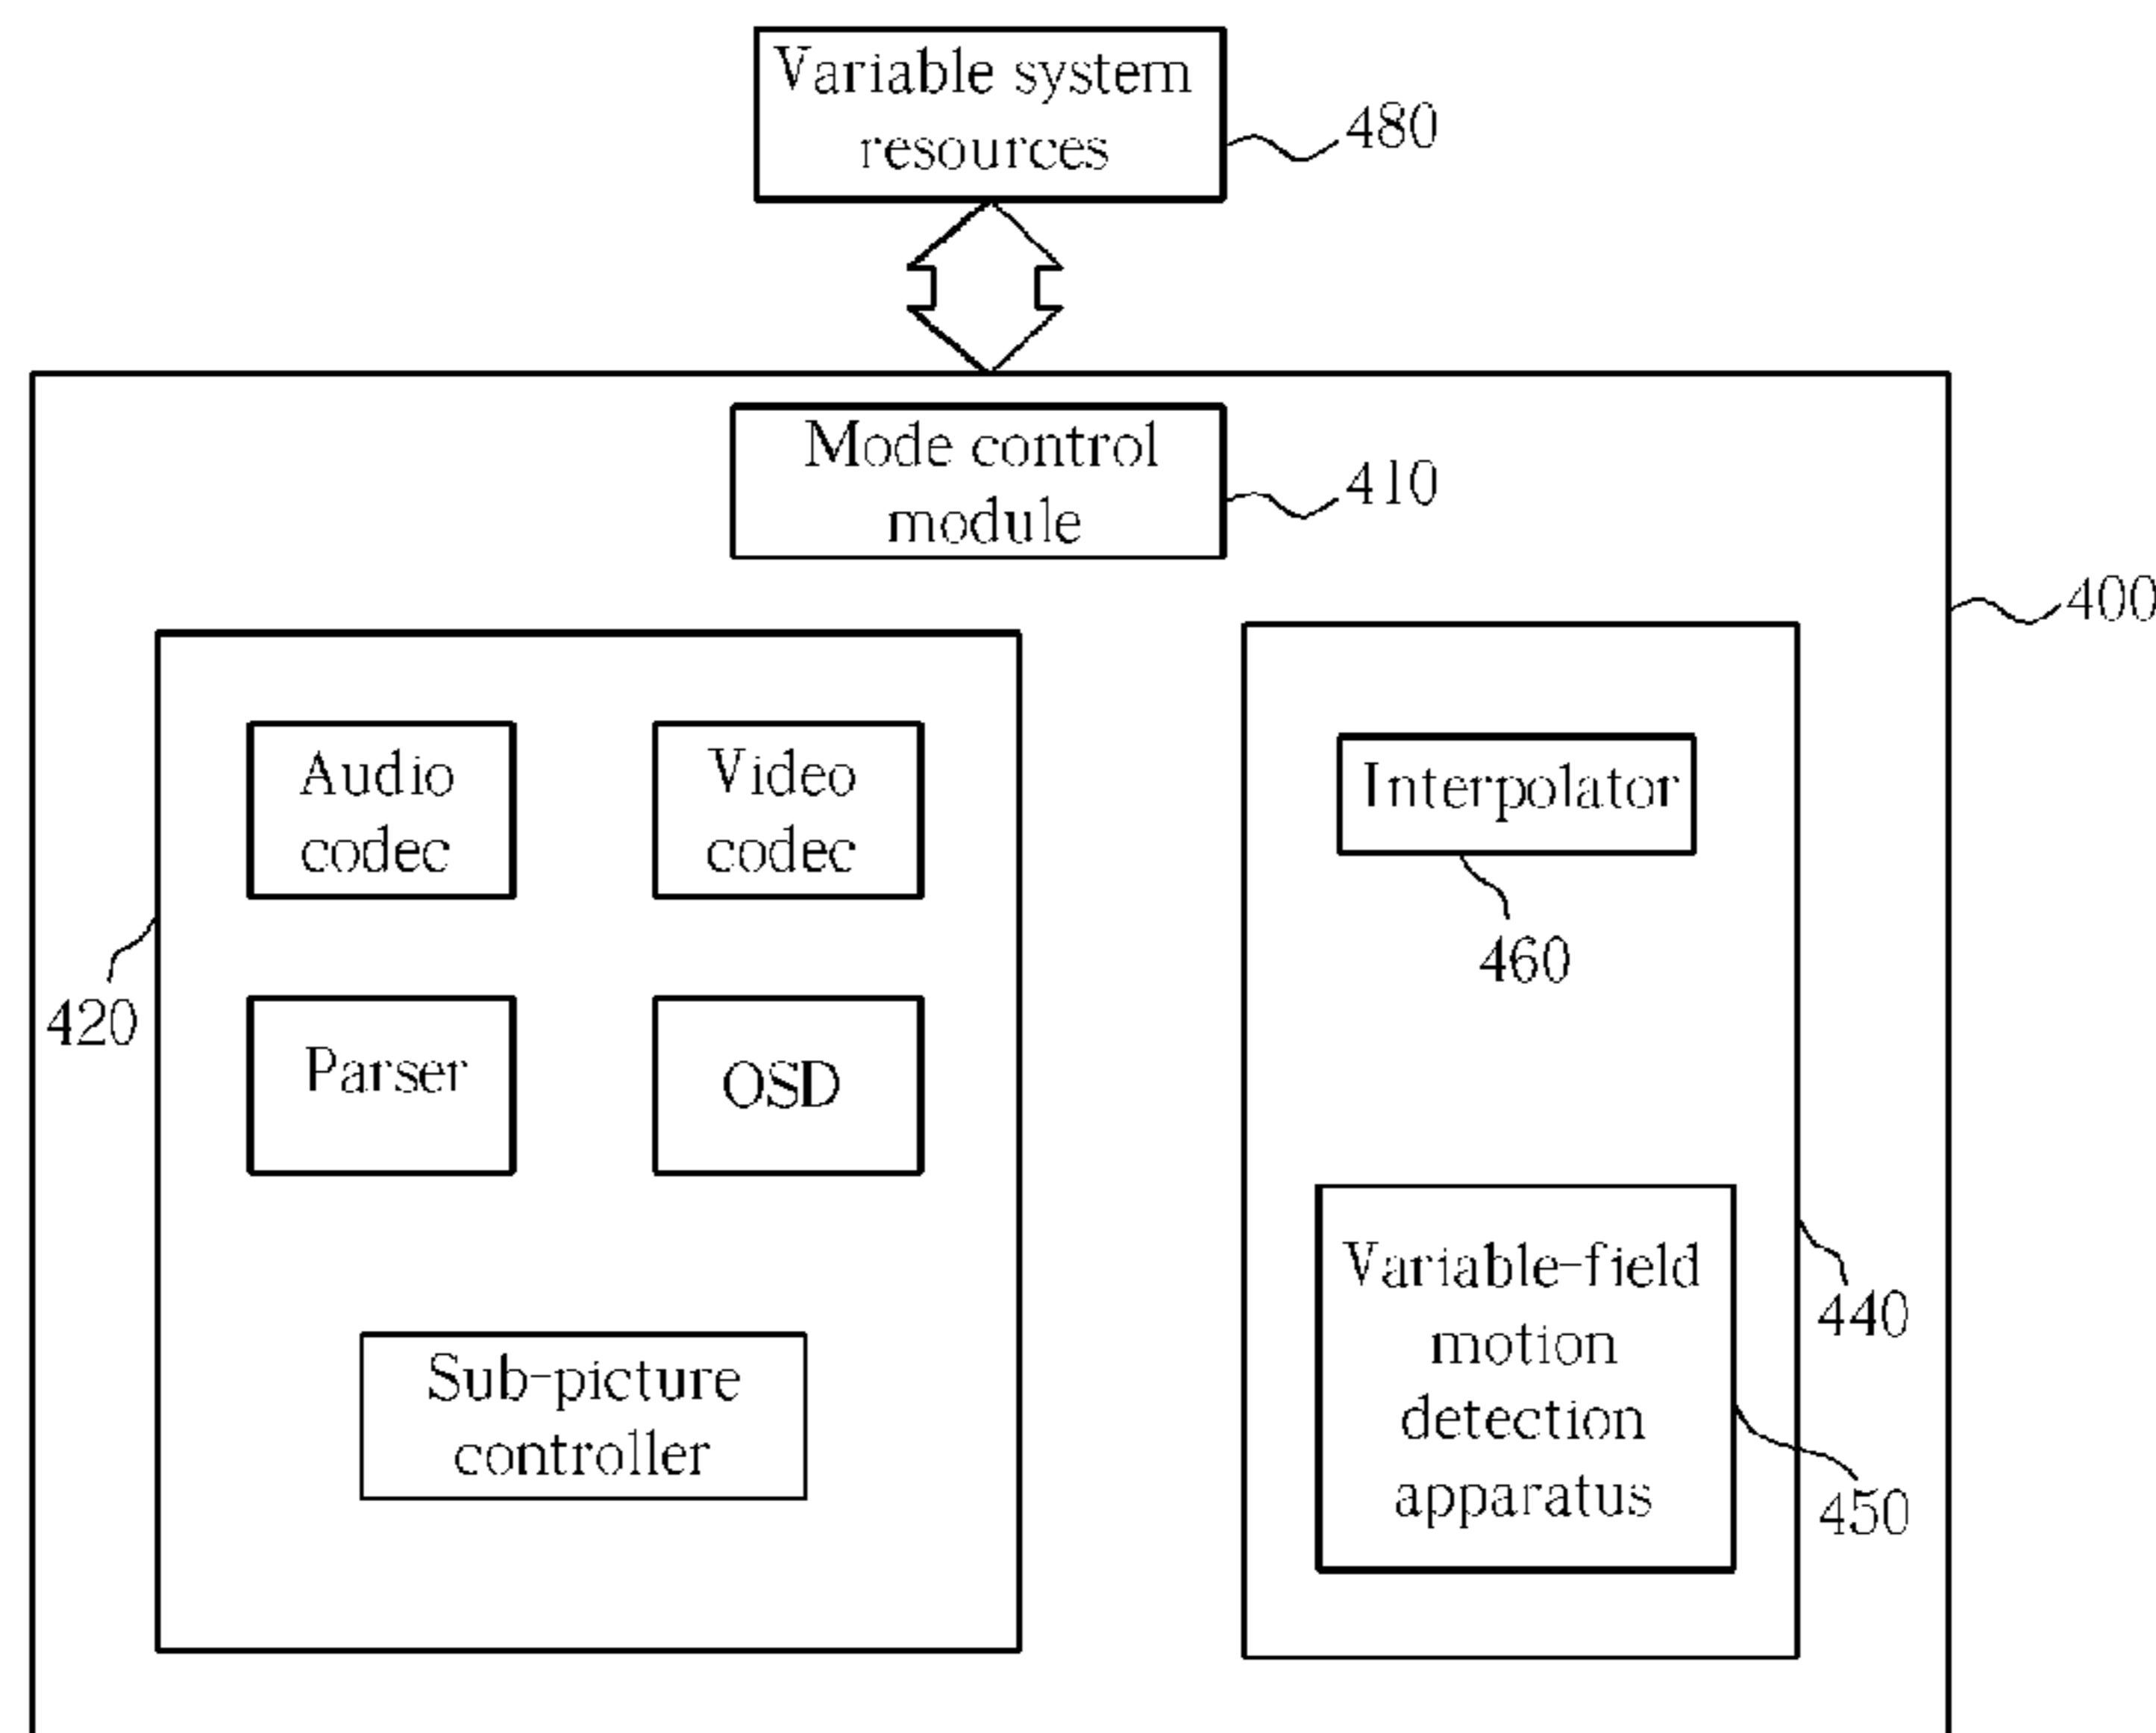 Variable system
resources
480
Mode control
module
410
400
Audio
codec
Video
codec
Parser
OSD
Sub-picture
controller
420
Interpolator
460
Variable-field
motion
detection
apparatus
440
450